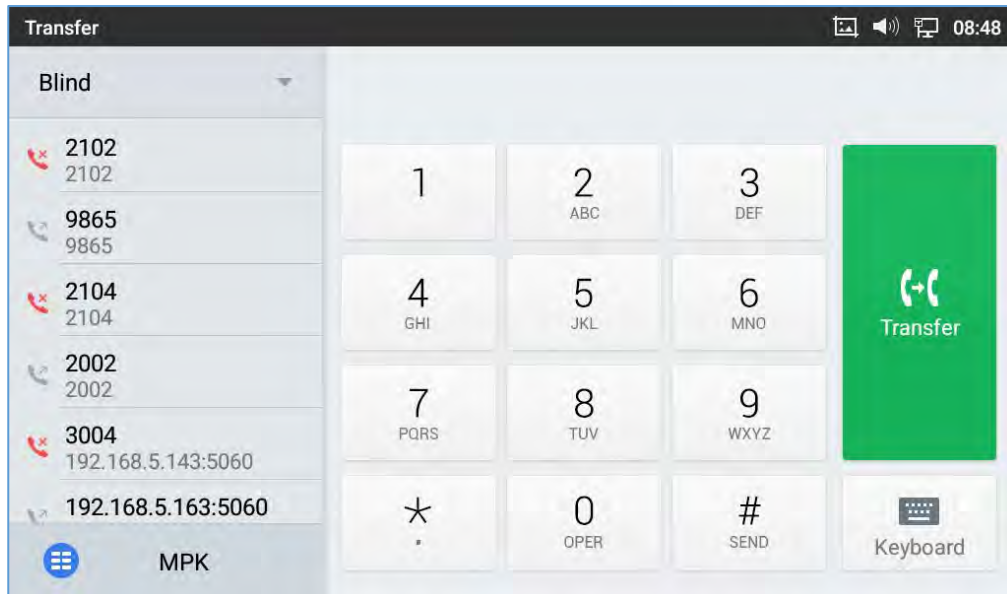 Transfer 08:48
Blind
2102
2102
9865
9865
2104
2104
2002
2002
3004
192.168.5.143:5060
192.168.5.163:5060
MPK
1 2 3
ABC DEF
4 5 6
GHI JKL MNO
Transfer
7 8 9
PQRS TUV WXYZ
* 0 #
. OPER SEND
Keyboard